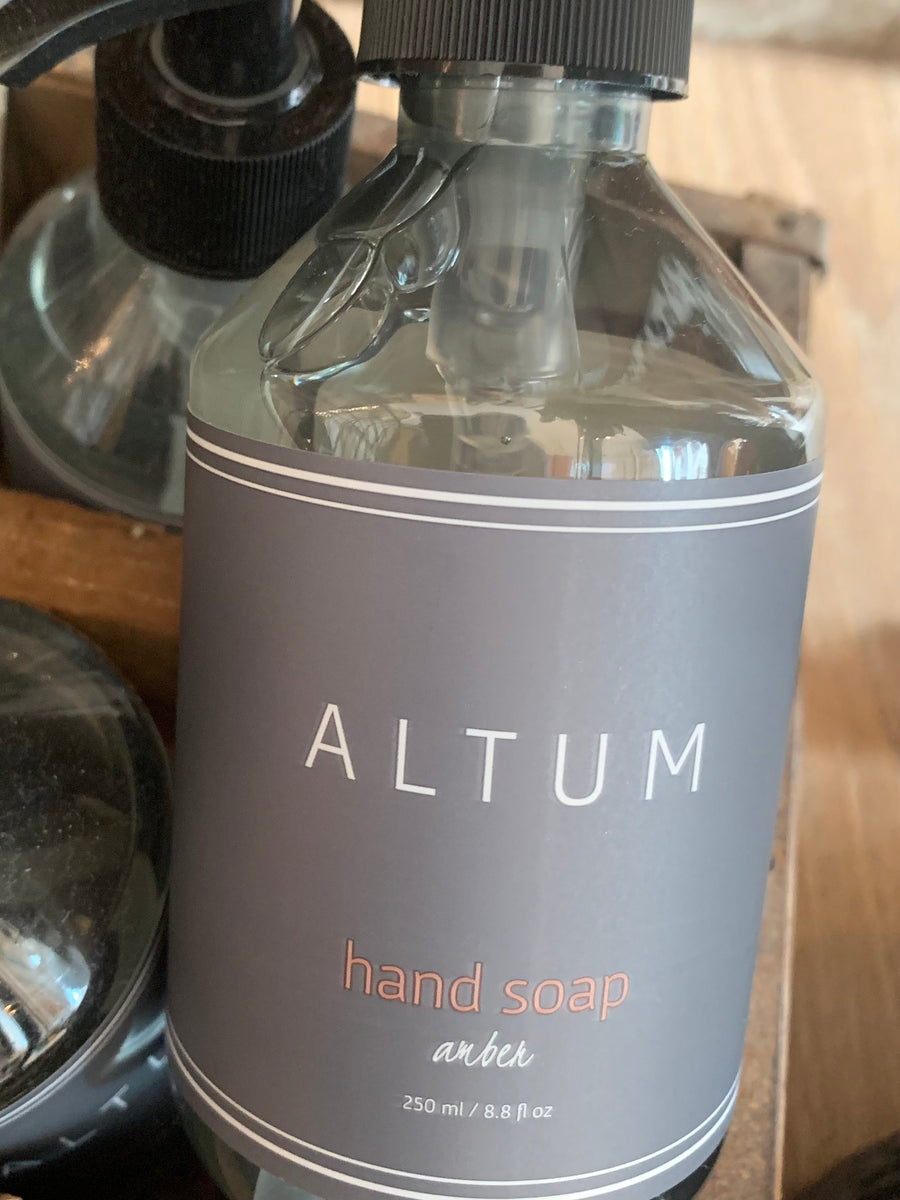 ALTUM
hand soap
amber
250 ml / 8.8 fl oz